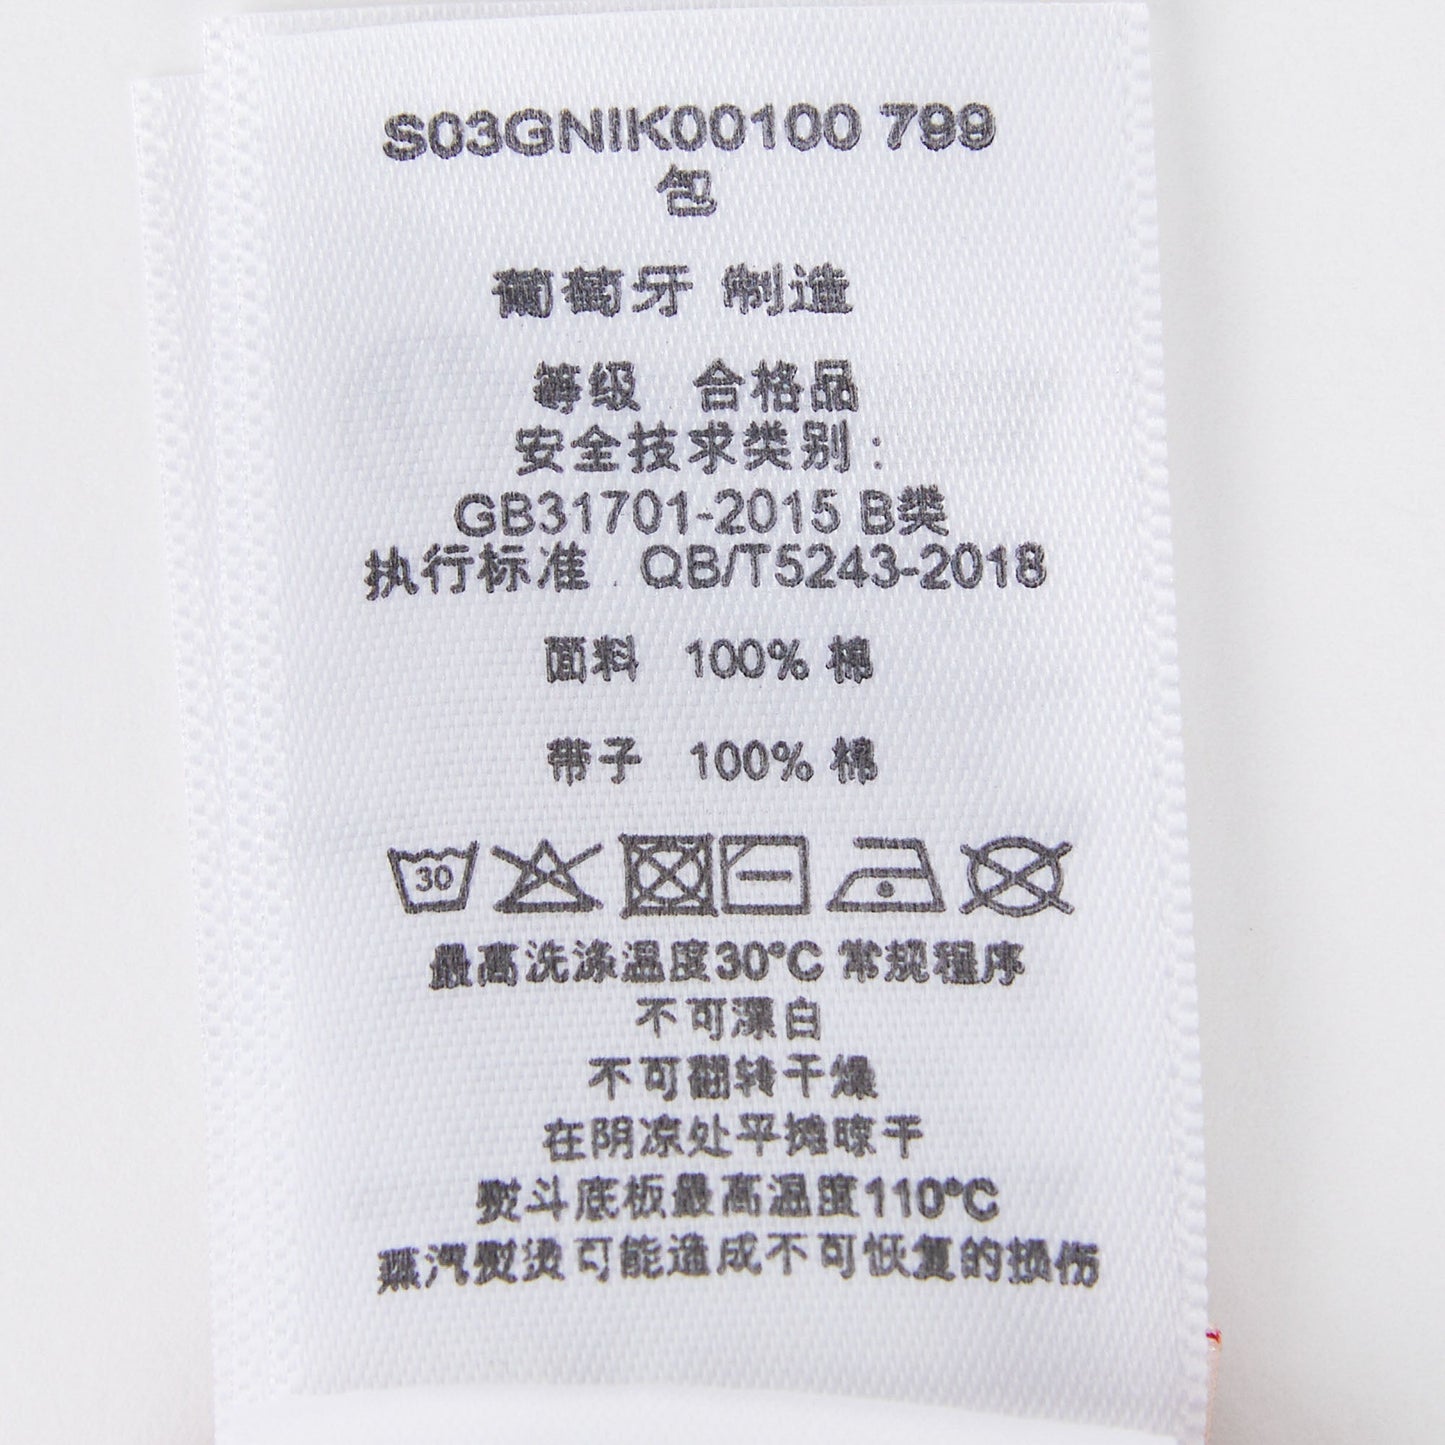 S03GNIK00100 799
包
葡萄牙 制造
等级 合格品
安全技求类别：
GB31701-2015 B类
执行标准 QB/T5243-2018
面料 100% 棉
带子 100% 棉
30
最高洗涤温度30°C 常规程序
不可漂白
不可翻转干燥
在阴凉处平摊晾干
熨斗底板最高温度110°C
蒸汽熨烫可能造成不可恢复的损伤